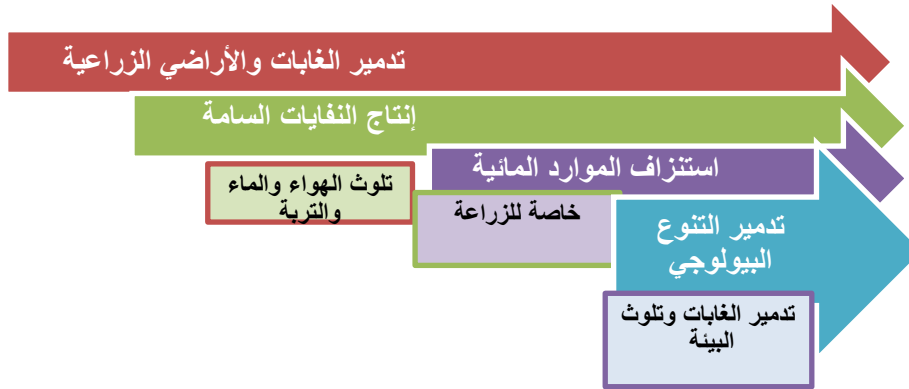 تدمير الغابات والأراضي الزراعية
إنتاج النفايات السامة
تلوث الهواء والماء
والتربة
استنزاف الموارد المائية
خاصة للزراعة
تدمير التنوع
البيولوجي
تدمير الغابات وتلوث
البيئة